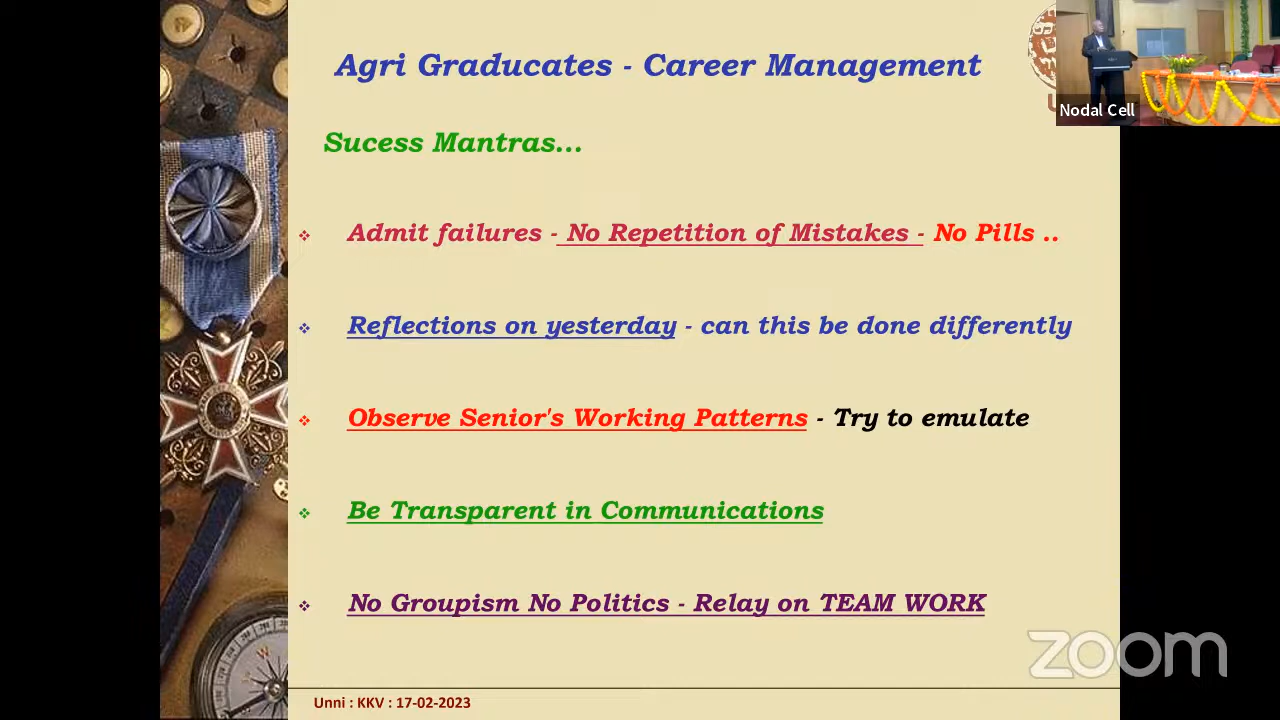 Agri Graducates - Career Management
Nodal Cell
Sucess Mantras...
❖ Admit failures - No Repetition of Mistakes - No Pills ..
❖ Reflections on yesterday - can this be done differently
❖ Observe Senior's Working Patterns - Try to emulate
❖ Be Transparent in Communications
❖ No Groupism No Politics - Relay on TEAM WORK
zoom
Unni : KKV : 17-02-2023